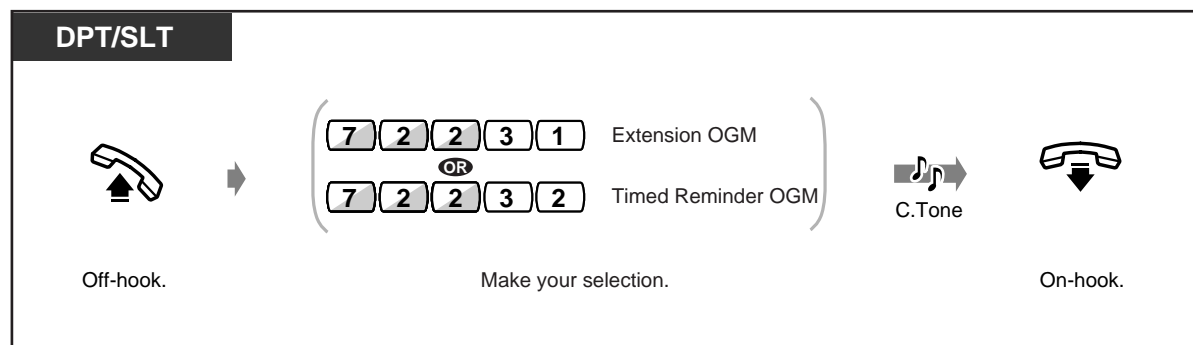 DPT/SLT
7 2 2 3 1 Extension OGM
OR
7 2 2 3 2 Timed Reminder OGM
C.Tone
Off-hook. Make your selection. On-hook.